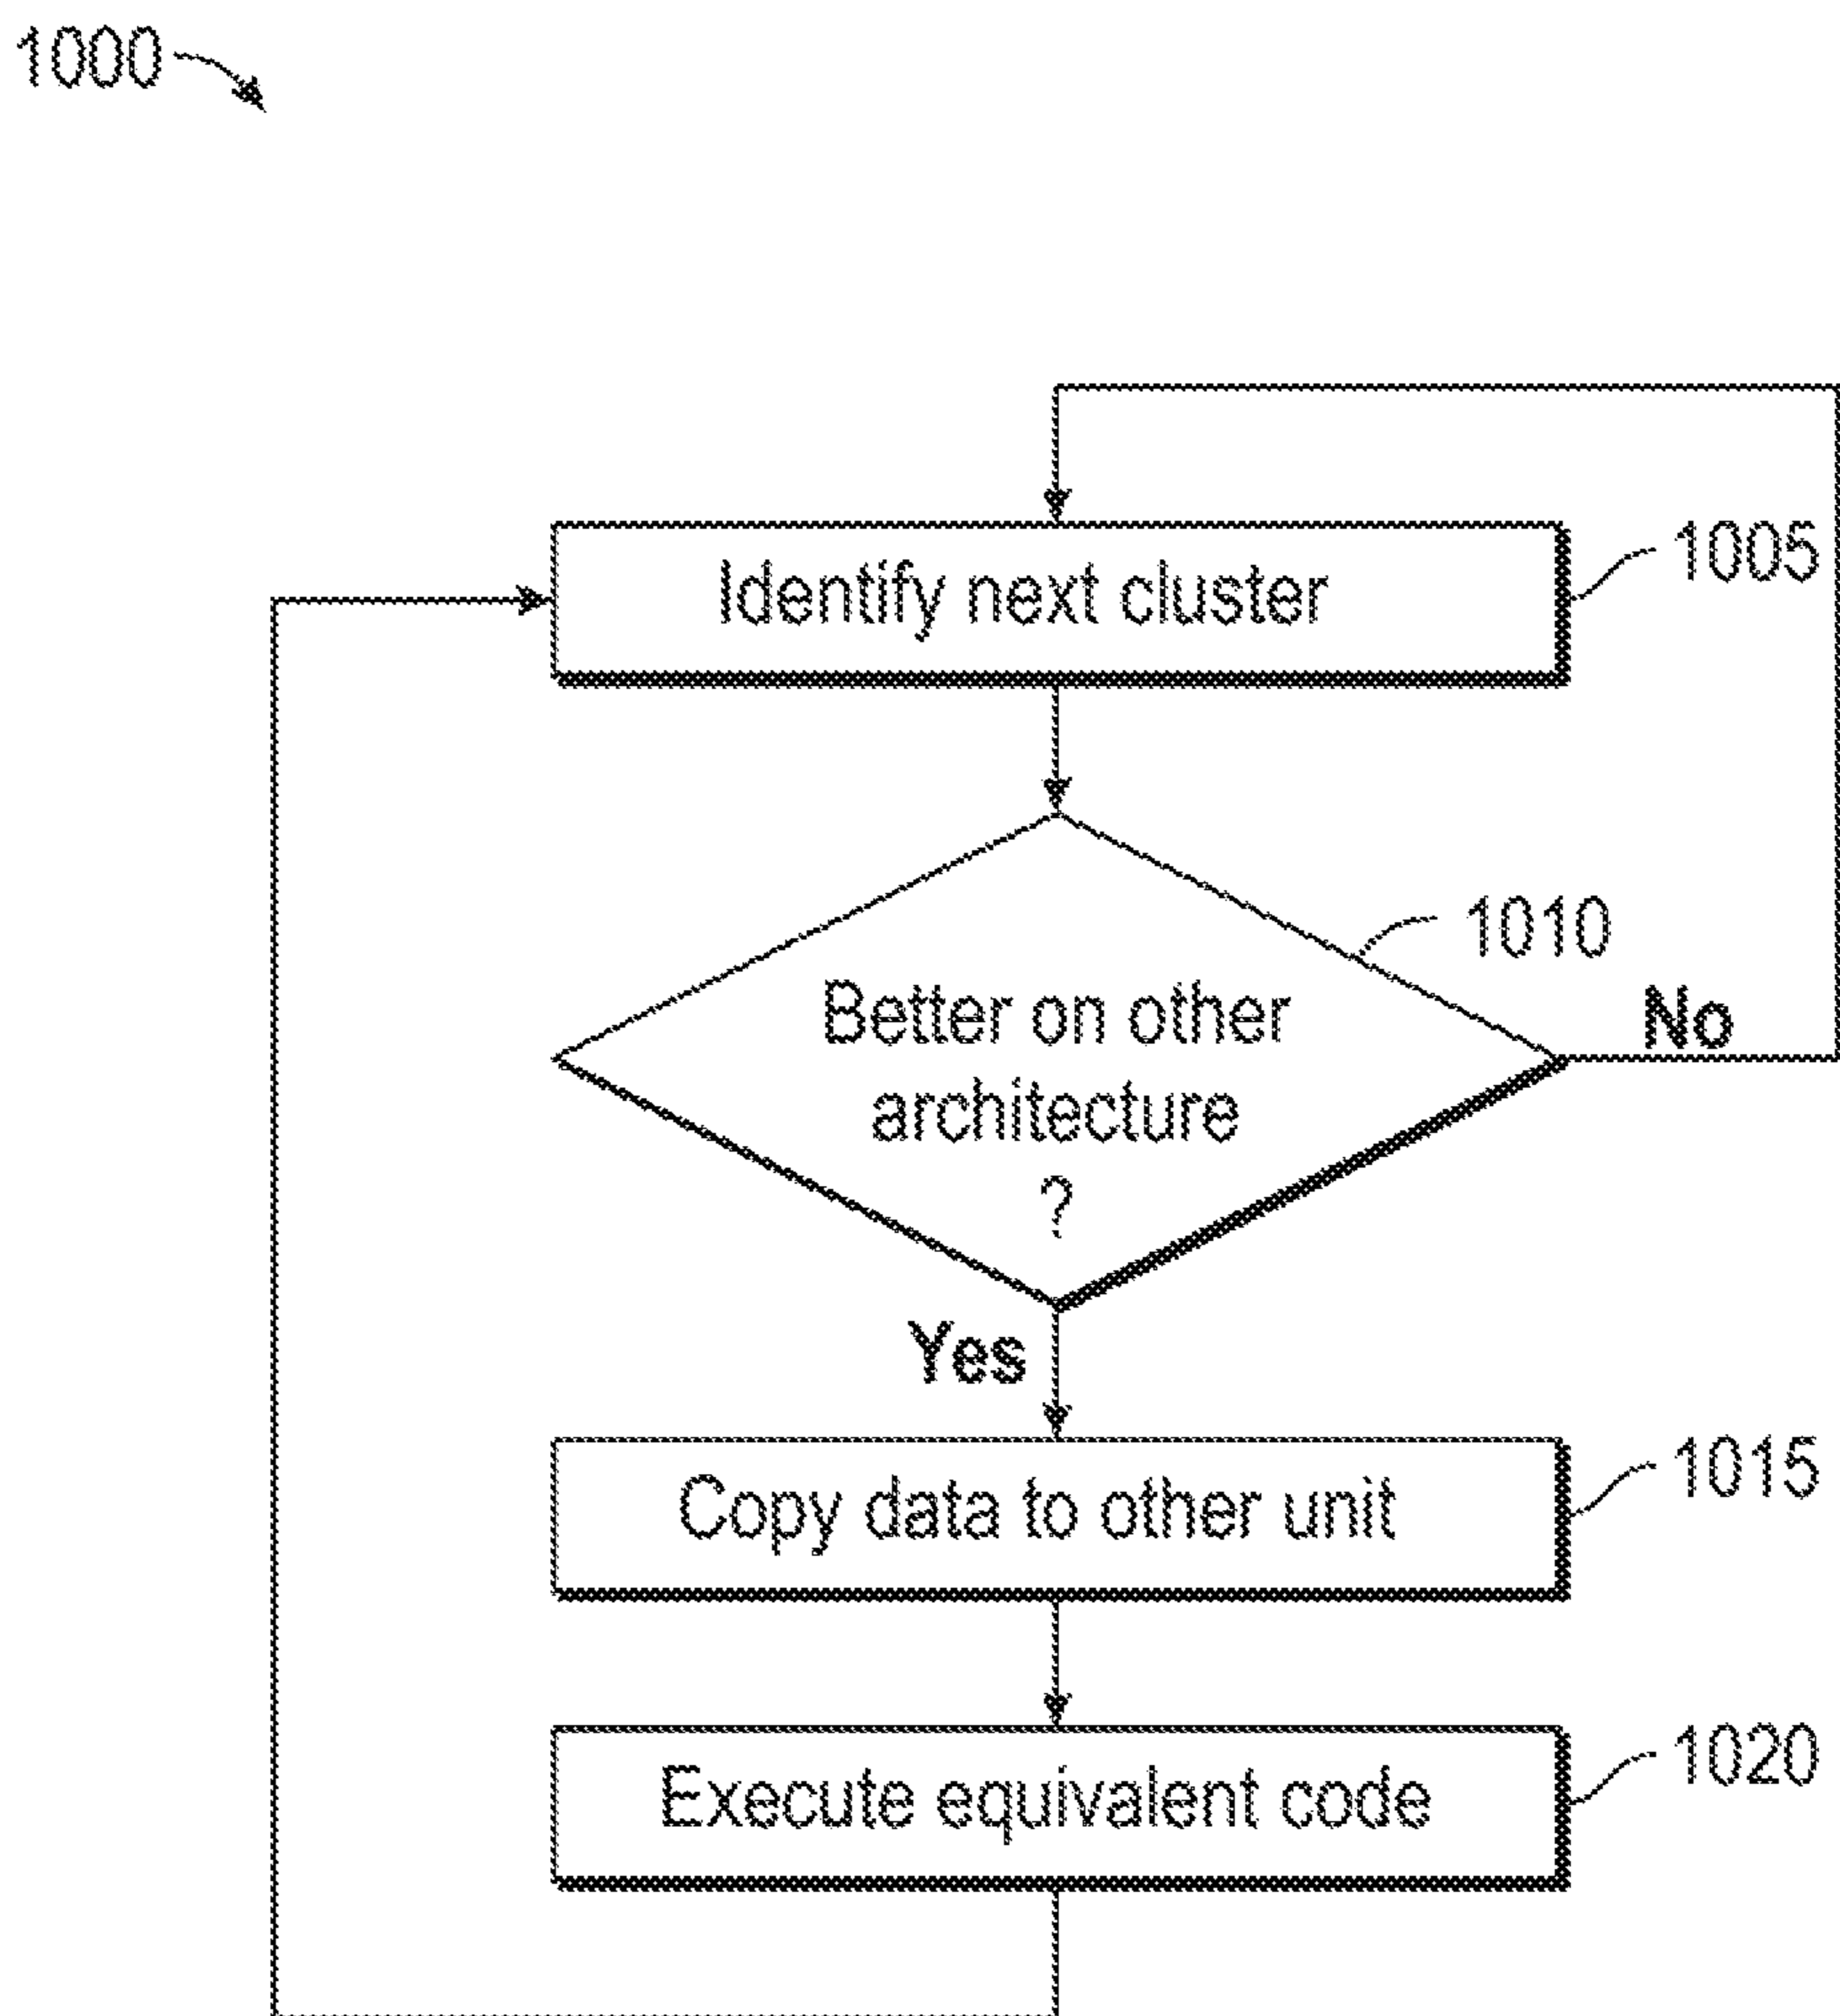 1000
Identify next cluster
1005
1010
Better on other
architecture
?
No
Yes
Copy data to other unit
1015
Execute equivalent code
1020